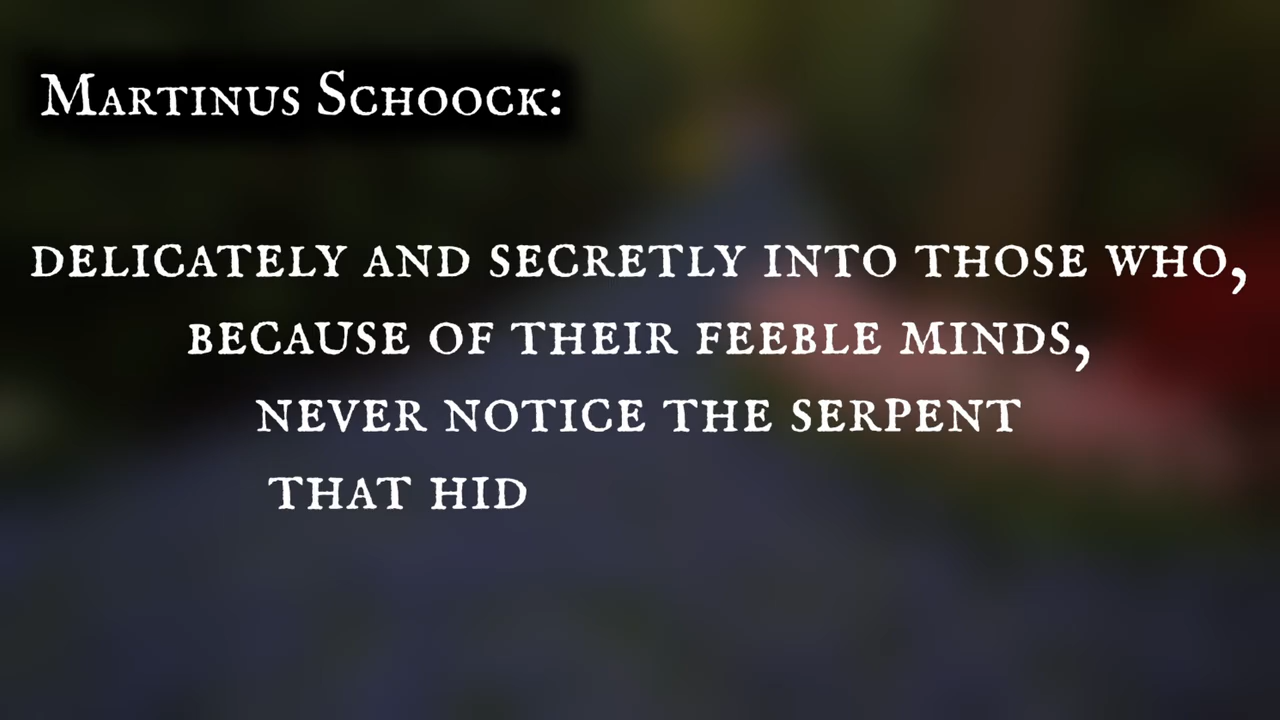 Martinus Schoock:
delicately and secretly into those who,
because of their feeble minds,
never notice the serpent
that hid